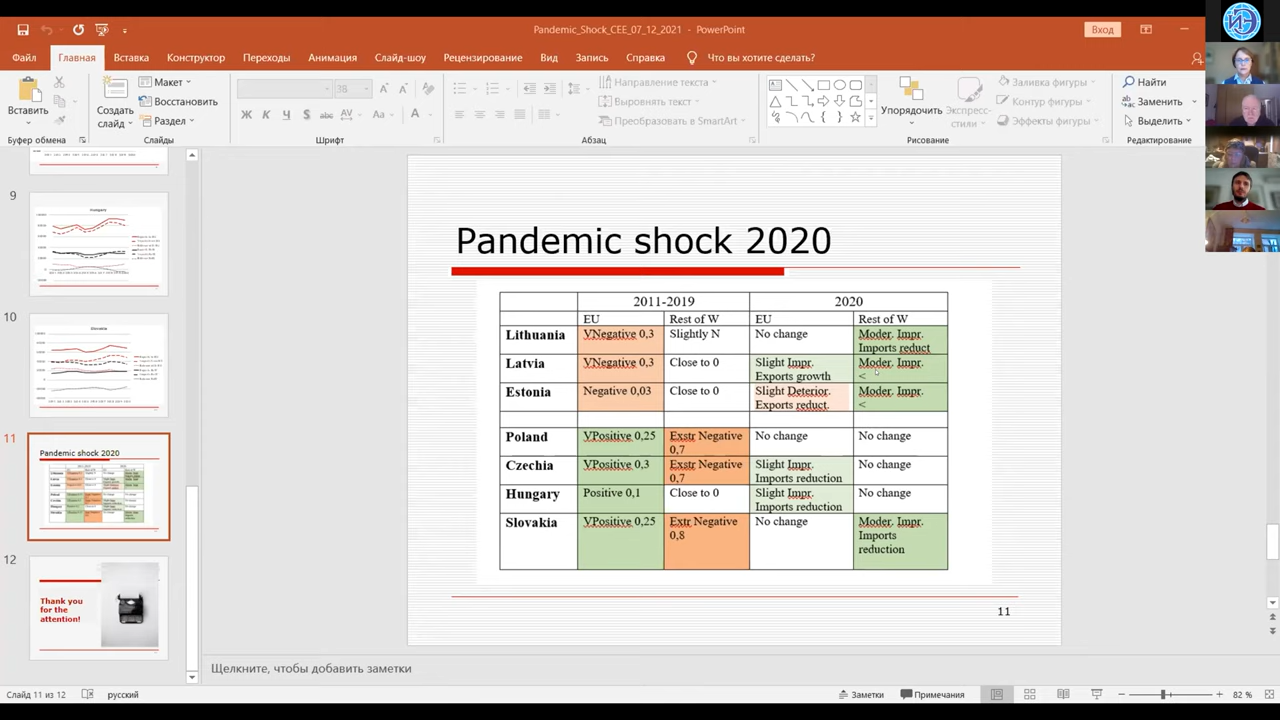 Pandemic_Shock_CEE_07_12_2021 - PowerPoint
Вход
Файл Главная Вставка Конструктор Переходы Анимация Слайд-шоу Рецензирование Вид Запись Справка Что вы хотите сделать?
Вставить
Буфер обмена
Создать слайд
Макет
Восстановить
Раздел
Слайды
38
Ж К Ч S abc AV Aa А
Шрифт
Направление текста
Выровнять текст
Преобразовать в SmartArt
Абзац
Упорядочить
Экспресс-стили
Заливка фигуры
Контур фигуры
Эффекты фигуры
Рисование
Найти
Заменить
Выделить
Редактирование
9
Hungary
10
Slovakia
11
Pandemic shock 2020
12
Thank you
for the
attention!
Pandemic shock 2020
2011-2019 2020
EU Rest of W EU Rest of W
Lithuania VNegative 0,3 Slightly N No change Moder. Impr.
Imports reduct
Latvia VNegative 0,3 Close to 0 Slight Impr. Moder. Impr.
Exports growth <
Estonia Negative 0,03 Close to 0 Slight Deterior. Moder. Impr.
Exports reduct. <
Poland VPositive 0,25 Exstr Negative No change No change
0,7
Czechia VPositive 0,3 Exstr Negative Slight Impr. No change
0,7 Imports reduction
Hungary Positive 0,1 Close to 0 Slight Impr. No change
Imports reduction
Slovakia VPositive 0,25 Extr Negative No change Moder. Impr.
0,8 Imports
reduction
11
Щелкните, чтобы добавить заметки
Слайд 11 из 12 русский Заметки Примечания 82 %